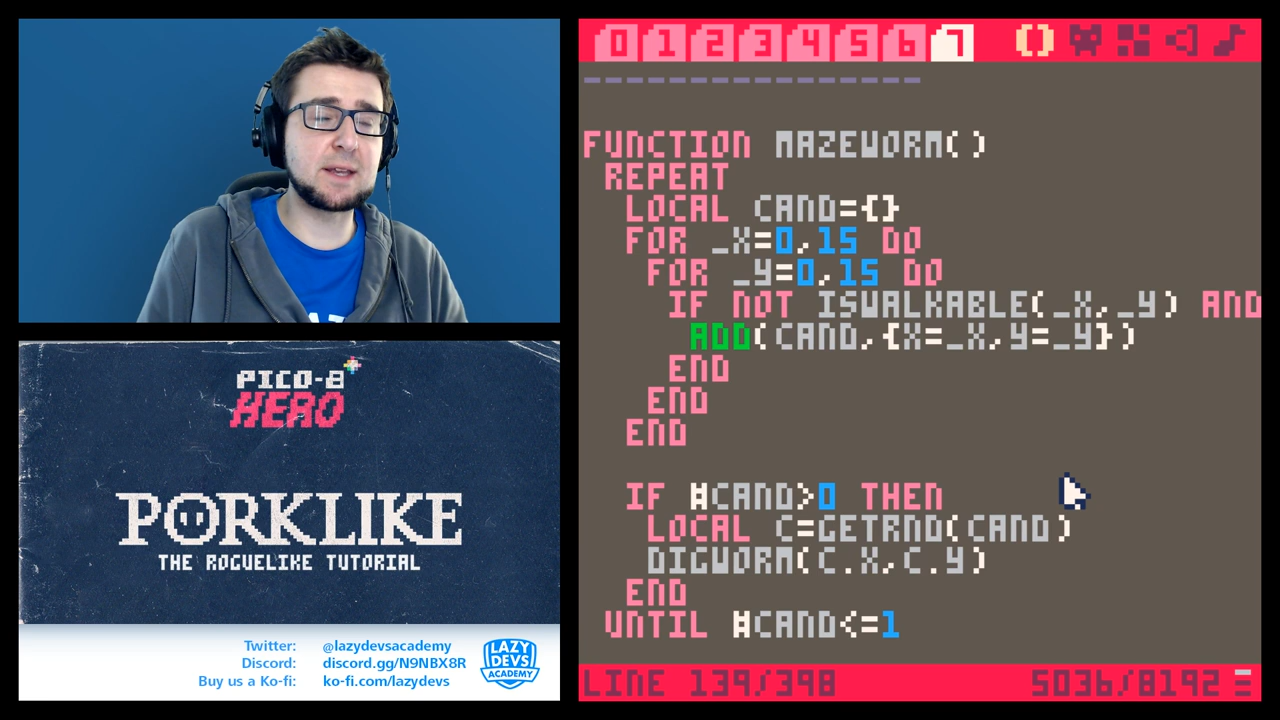 PICO-8
HERO
PORKLIKE
THE ROGUELIKE TUTORIAL
Twitter: @lazydevsacademy
Discord: discord.gg/N9NBX8R
Buy us a Ko-fi: ko-fi.com/lazydevs
LAZY
DEVS
ACADEMY
0 1 2 3 4 5 6 7 ()
----------------
FUNCTION MAZEWORM()
REPEAT
LOCAL CAND={}
FOR _X=0,15 DO
FOR _Y=0,15 DO
IF NOT ISWALKABLE(_X,_Y) AND
ADD(CAND,{X=_X,Y=_Y})
END
END
END
IF #CAND>0 THEN
LOCAL C=GETRND(CAND)
DIGWORM(C.X,C.Y)
END
UNTIL #CAND<=1
LINE 139/398 5036/8192